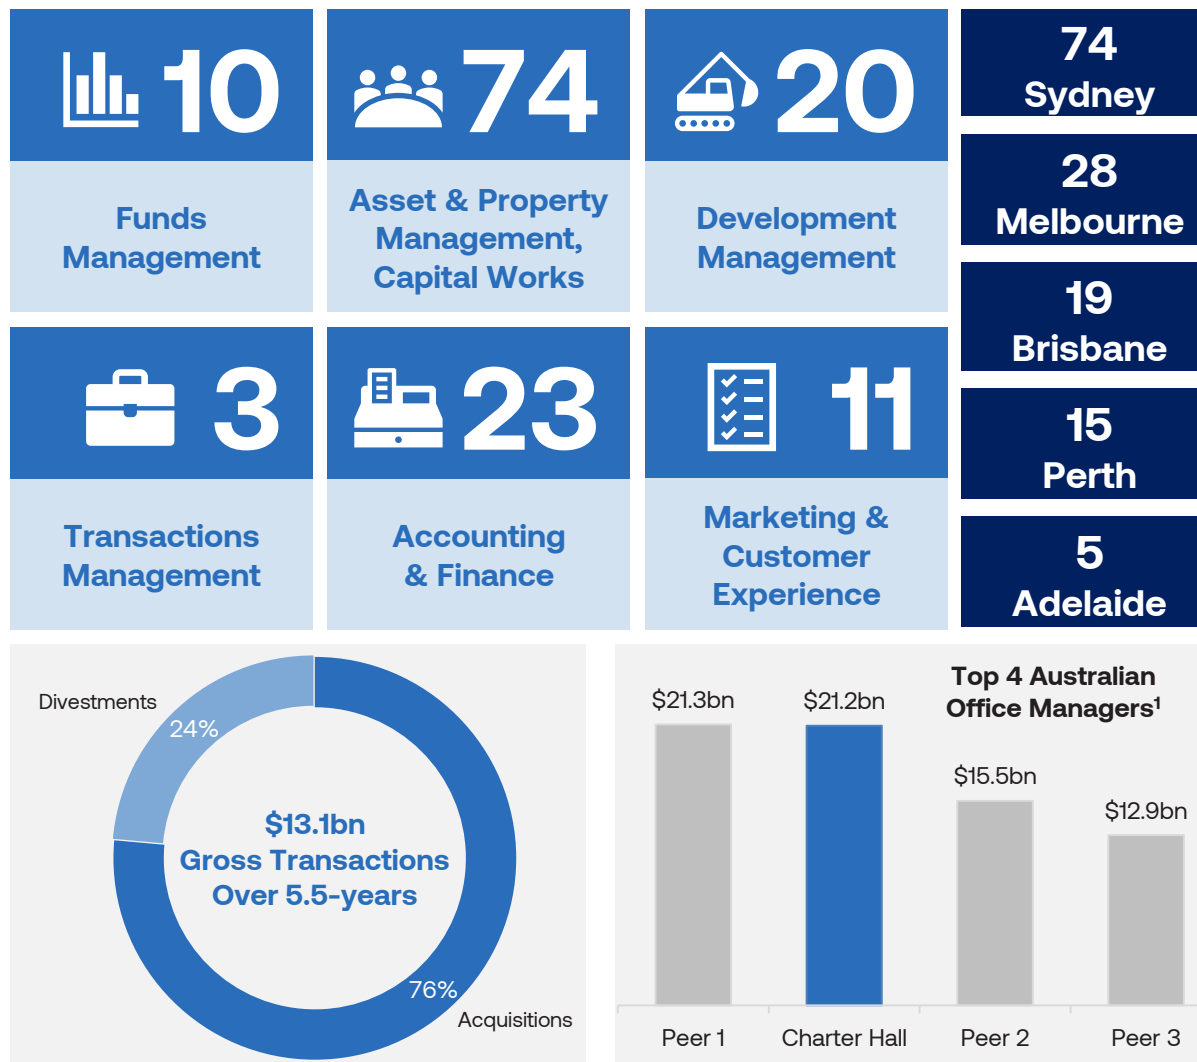 10
Funds
Management
74
Asset & Property
Management,
Capital Works
20
Development
Management
3
Transactions
Management
23
Accounting
& Finance
11
Marketing &
Customer
Experience
74
Sydney
28
Melbourne
19
Brisbane
15
Perth
5
Adelaide
Divestments
24%
$13.1bn
Gross Transactions
Over 5.5-years
76%
Acquisitions
Top 4 Australian
Office Managers¹
$21.3bn
$21.2bn
$15.5bn
$12.9bn
Peer 1
Charter Hall
Peer 2
Peer 3